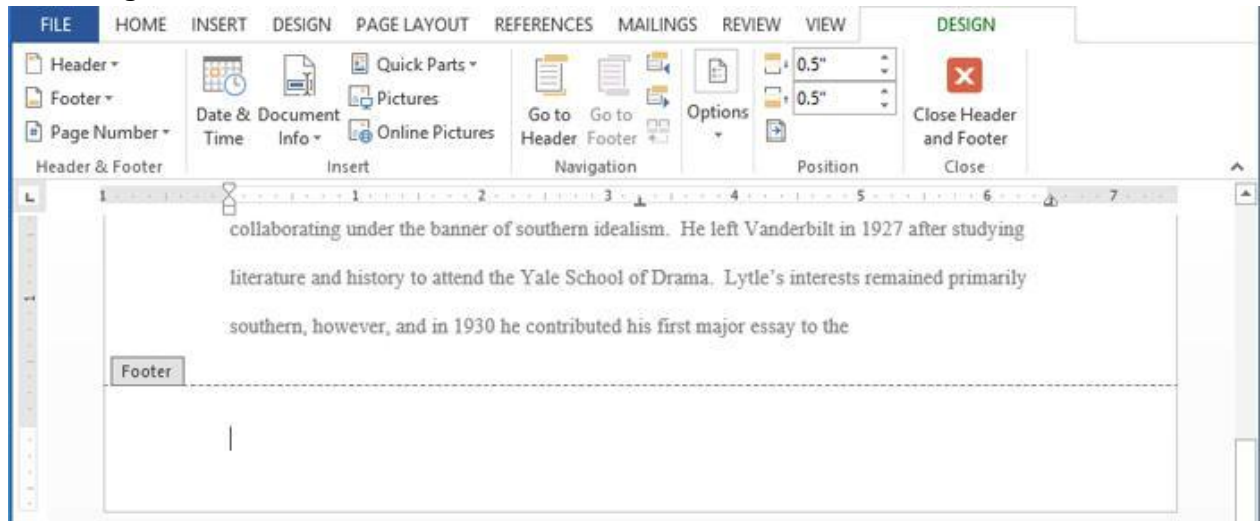 FILE HOME INSERT DESIGN PAGE LAYOUT REFERENCES MAILINGS REVIEW VIEW DESIGN
Header
Footer
Page Number
Header & Footer
Date & Time
Document Info
Quick Parts
Pictures
Online Pictures
Insert
Go to Header
Go to Footer
Navigation
Options
0.5"
0.5"
Position
Close Header and Footer
Close
L 1 1 2 3 4 5 6 7
collaborating under the banner of southern idealism. He left Vanderbilt in 1927 after studying
literature and history to attend the Yale School of Drama. Lytle's interests remained primarily
1
southern, however, and in 1930 he contributed his first major essay to the
Footer